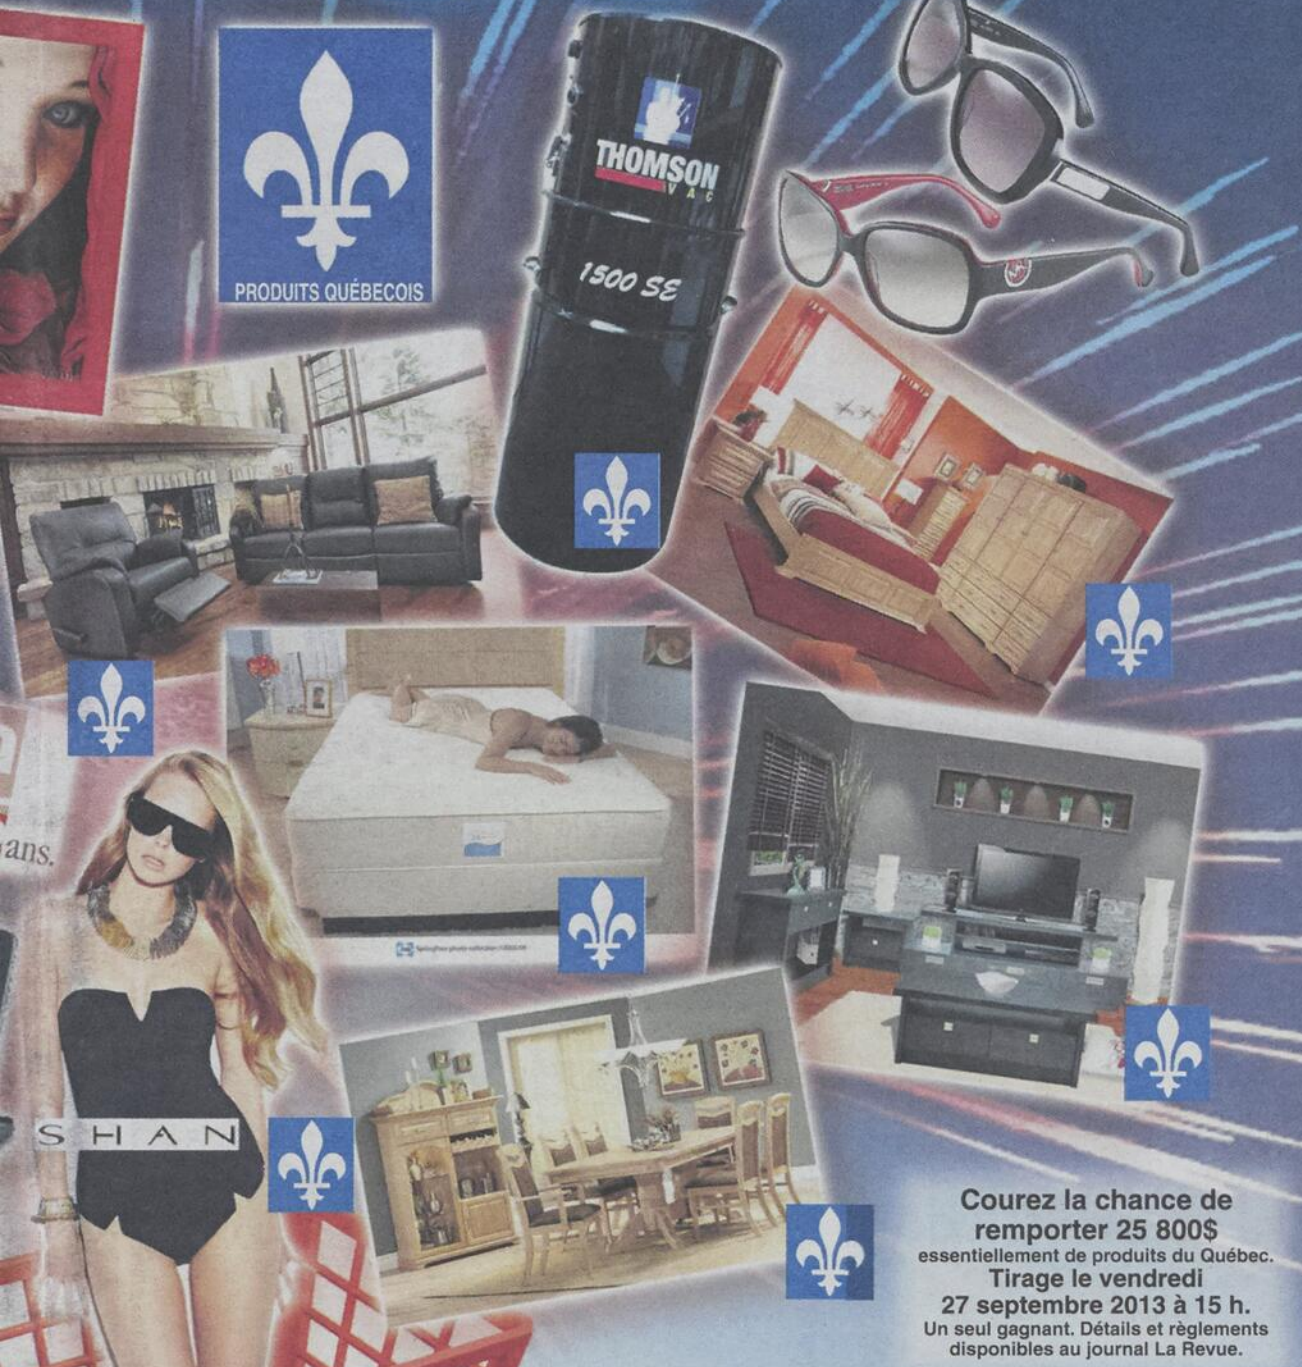 PRODUITS QUÉBECOIS
THOMSON
VAC
1500 SE
ans.
SHAN
Courez la chance de
remporter 25 800$
essentiellement de produits du Québec.
Tirage le vendredi
27 septembre 2013 à 15 h.
Un seul gagnant. Détails et règlements
disponibles au journal La Revue.